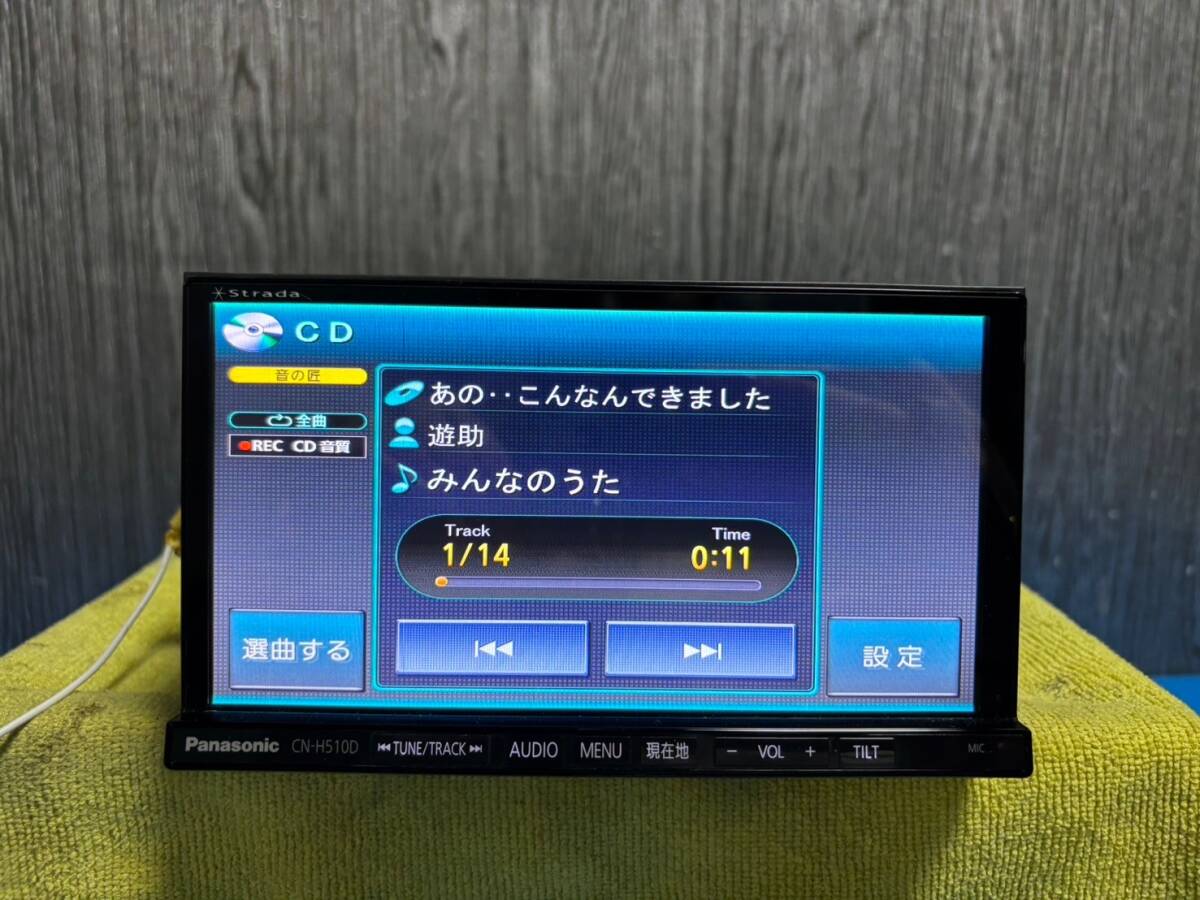 Strada
CD
音の匠
全曲
REC CD音質
あの‥こんなんできました
遊助
みんなのうた
Track
Time
1/14
0:11
選曲する
設定
Panasonic CN-H510D TUNE/TRACK AUDIO MENU 現在地 − VOL + TILT MIC